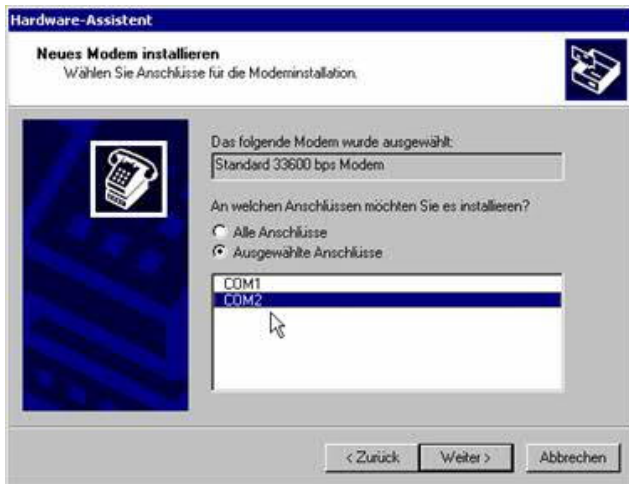 Hardware-Assistent
Neues Modem installieren
Wählen Sie Anschlüsse für die Modeminstallation.
Das folgende Modem wurde ausgewählt:
Standard 33600 bps Modem
An welchen Anschlüssen möchten Sie es installieren?
Alle Anschlüsse
Ausgewählte Anschlüsse
COM1
COM2
< Zurück Weiter > Abbrechen